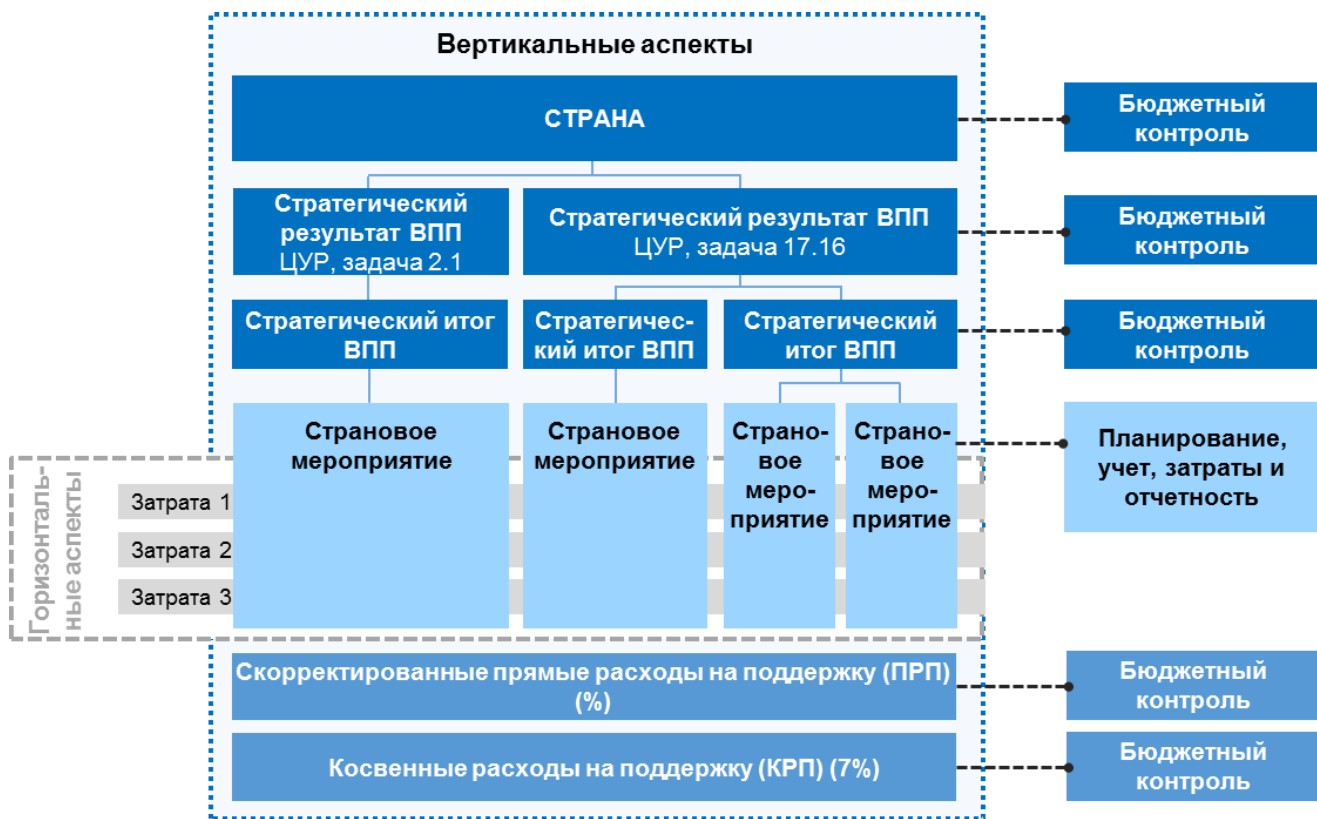 Вертикальные аспекты
СТРАНА
Бюджетный
контроль
Стратегический
результат ВПП
ЦУР, задача 2.1
Стратегический результат ВПП
ЦУР, задача 17.16
Бюджетный
контроль
Стратегический итог
ВПП
Стратегичес-
кий итог ВПП
Стратегический
итог ВПП
Бюджетный
контроль
Страновое
мероприятие
Страновое
мероприятие
Страно-
вое
меро-
приятие
Страно-
вое
меро-
приятие
Планирование,
учет, затраты и
отчетность
Горизонталь-
ные аспекты
Затрата 1
Затрата 2
Затрата 3
Скорректированные прямые расходы на поддержку (ПРП)
(%)
Бюджетный
контроль
Косвенные расходы на поддержку (КРП) (7%)
Бюджетный
контроль